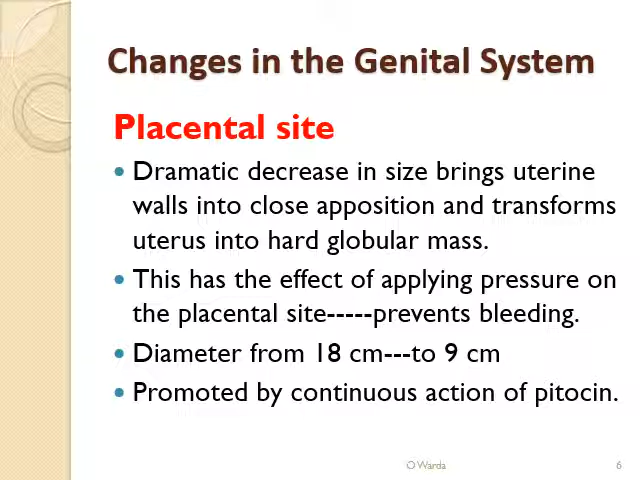 Changes in the Genital System
Placental site
• Dramatic decrease in size brings uterine
walls into close apposition and transforms
uterus into hard globular mass.
• This has the effect of applying pressure on
the placental site-----prevents bleeding.
• Diameter from 18 cm---to 9 cm
• Promoted by continuous action of pitocin.
O Warda
6